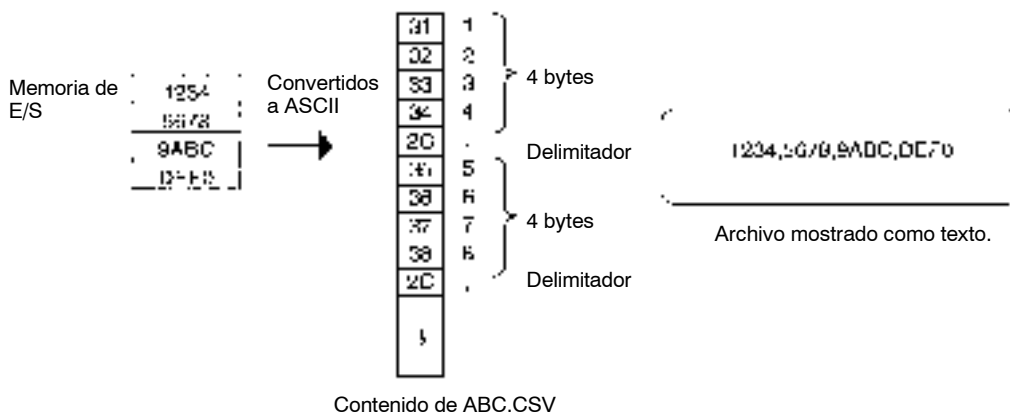 Memoria de
E/S
1234
5678
9ABC
DEF0
Convertidos
a ASCII
31 1
32 2
33 3
34 4
2C ,
35 5
36 6
37 7
38 8
2C ,
4 bytes
Delimitador
4 bytes
Delimitador
Contenido de ABC.CSV
1234,5678,9ABC,DEF0
Archivo mostrado como texto.